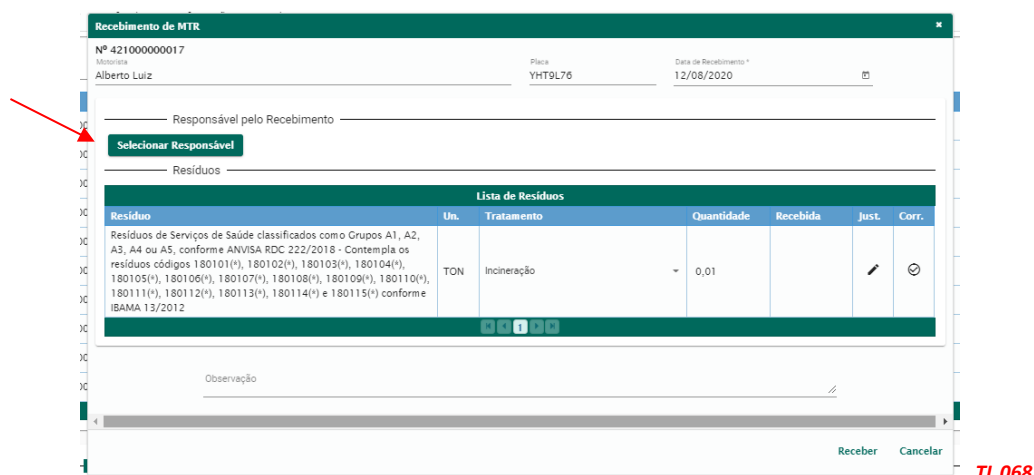 Recebimento de MTR
Nº 421000000017
Motorista
Placa
Data de Recebimento *
Alberto Luiz
YHT9L76
12/08/2020
Responsável pelo Recebimento
Selecionar Responsável
Resíduos
Lista de Resíduos
Resíduo Un. Tratamento Quantidade Recebida Just. Corr.
Resíduos de Serviços de Saúde classificados como Grupos A1, A2,
A3, A4 ou A5, conforme ANVISA RDC 222/2018 - Contempla os
resíduos códigos 180101(*), 180102(*), 180103(*), 180104(*),
180105(*), 180106(*), 180107(*), 180108(*), 180109(*), 180110(*),
180111(*), 180112(*), 180113(*), 180114(*) e 180115(*) conforme
IBAMA 13/2012
TON
Incineração
0,01
1
Observação
Receber Cancelar
TL068